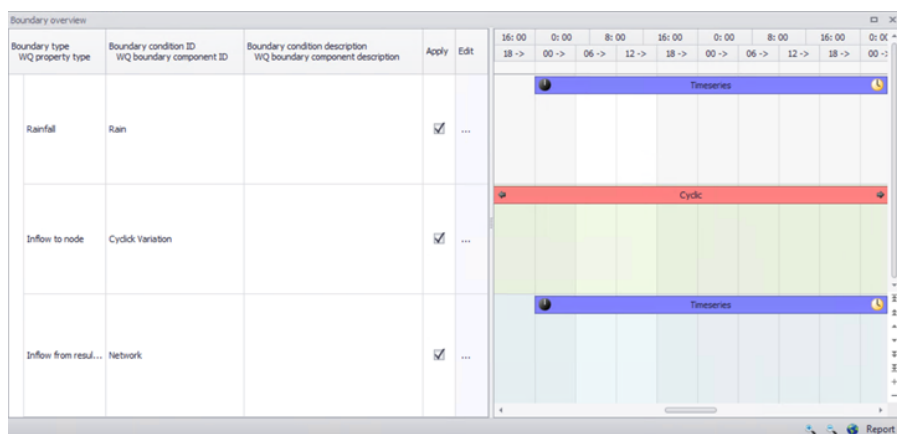 Boundary overview
Boundary type
WQ property type
Boundary condition ID
WQ boundary component ID
Boundary condition description
WQ boundary component description
Apply Edit
16:00 0:00 8:00 16:00 0:00 8:00 16:00
18 -> 00 -> 06 -> 12 -> 18 -> 00 -> 06 -> 12 -> 18 -> 00 ->
Timeseries
Rainfall Rain ...
Cyclic
Inflow to node Cyclick Variation ...
Timeseries
Inflow from resul... Network ...
Report